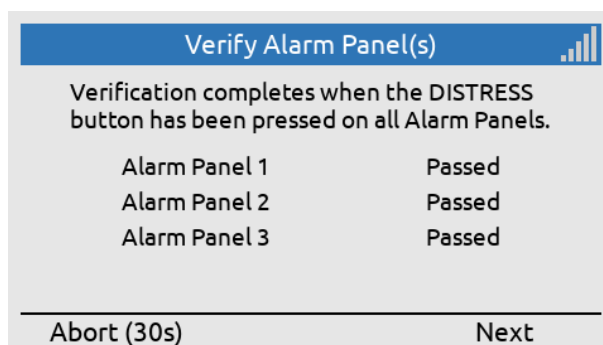 Verify Alarm Panel(s)
Verification completes when the DISTRESS
button has been pressed on all Alarm Panels.
Alarm Panel 1 Passed
Alarm Panel 2 Passed
Alarm Panel 3 Passed
Abort (30s) Next